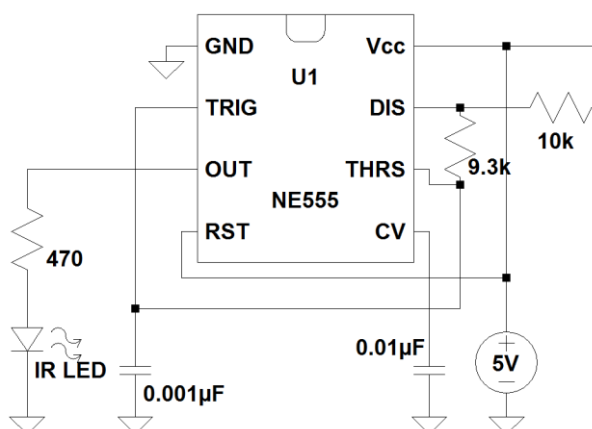 GND
Vcc
U1
TRIG
DIS
10k
9.3k
OUT
THRS
NE555
RST
CV
470
IR LED
0.001µF
0.01µF
5V